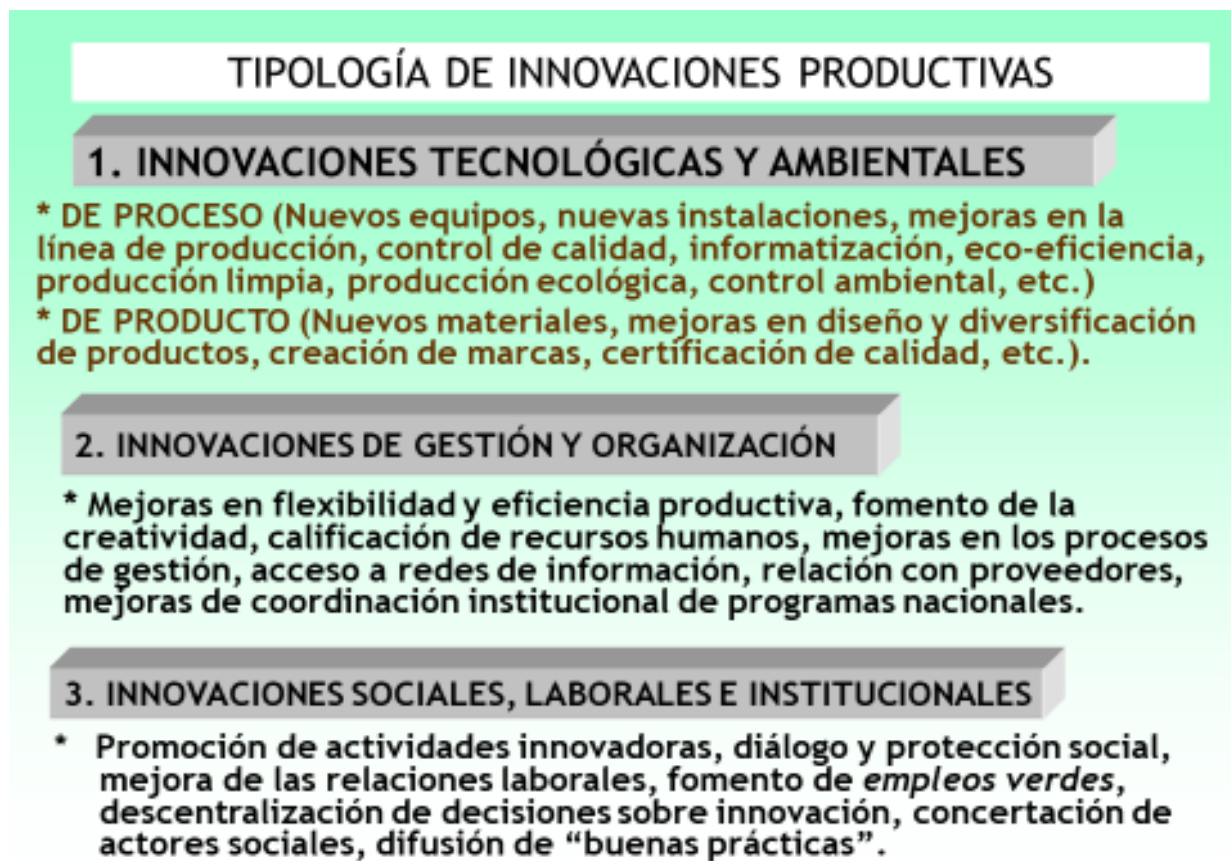 TIPOLOGÍA DE INNOVACIONES PRODUCTIVAS
1. INNOVACIONES TECNOLÓGICAS Y AMBIENTALES
* DE PROCESO (Nuevos equipos, nuevas instalaciones, mejoras en la
línea de producción, control de calidad, informatización, eco-eficiencia,
producción limpia, producción ecológica, control ambiental, etc.)
* DE PRODUCTO (Nuevos materiales, mejoras en diseño y diversificación
de productos, creación de marcas, certificación de calidad, etc.).
2. INNOVACIONES DE GESTIÓN Y ORGANIZACIÓN
* Mejoras en flexibilidad y eficiencia productiva, fomento de la
creatividad, calificación de recursos humanos, mejoras en los procesos
de gestión, acceso a redes de información, relación con proveedores,
mejoras de coordinación institucional de programas nacionales.
3. INNOVACIONES SOCIALES, LABORALES E INSTITUCIONALES
* Promoción de actividades innovadoras, diálogo y protección social,
mejora de las relaciones laborales, fomento de empleos verdes,
descentralización de decisiones sobre innovación, concertación de
actores sociales, difusión de “buenas prácticas”.